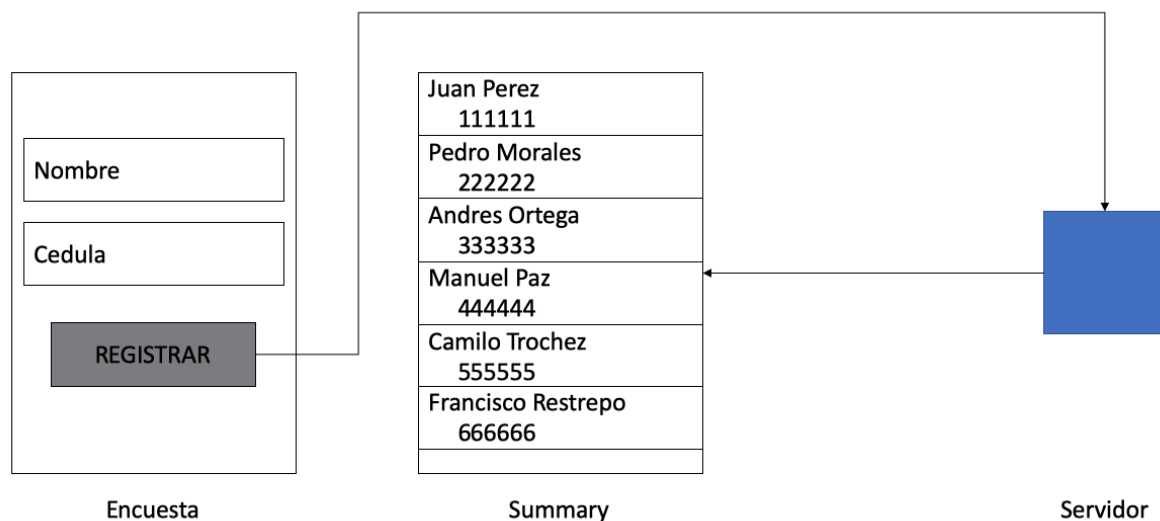 Nombre
Cedula
REGISTRAR
Encuesta
Juan Perez
111111
Pedro Morales
222222
Andres Ortega
333333
Manuel Paz
444444
Camilo Trochez
555555
Francisco Restrepo
666666
Summary
Servidor